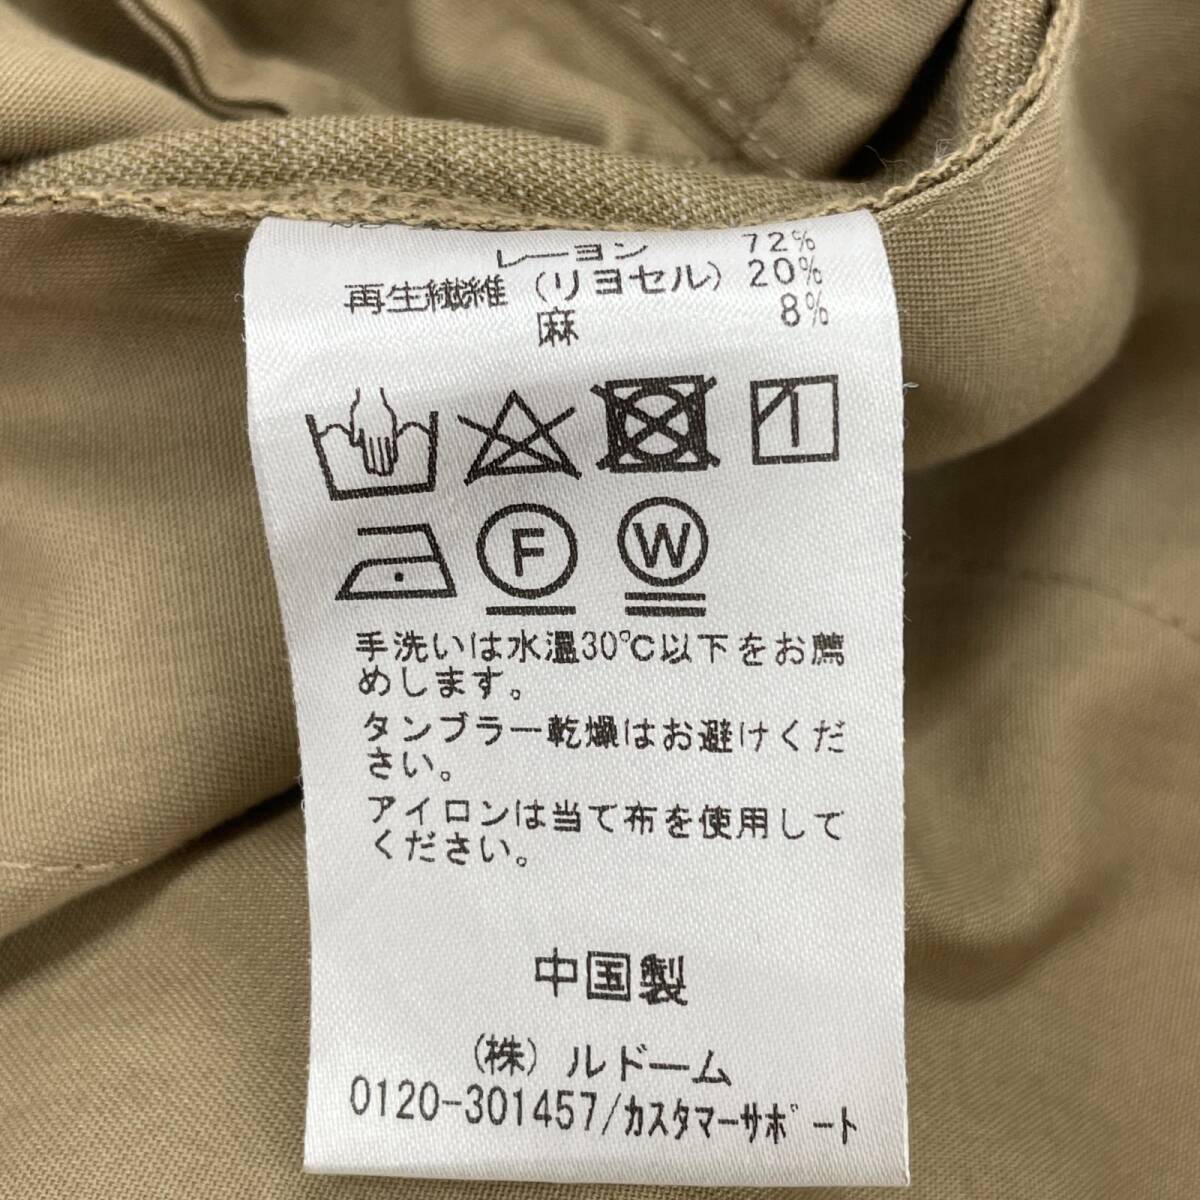 レーヨン 72%
再生繊維 (リヨセル) 20%
麻 8%
F W
手洗いは水温30℃以下をお薦
めします。
タンブラー乾燥はお避けくだ
さい。
アイロンは当て布を使用して
ください。
中国製
(株) ルドーム
0120-301457/カスタマーサポート